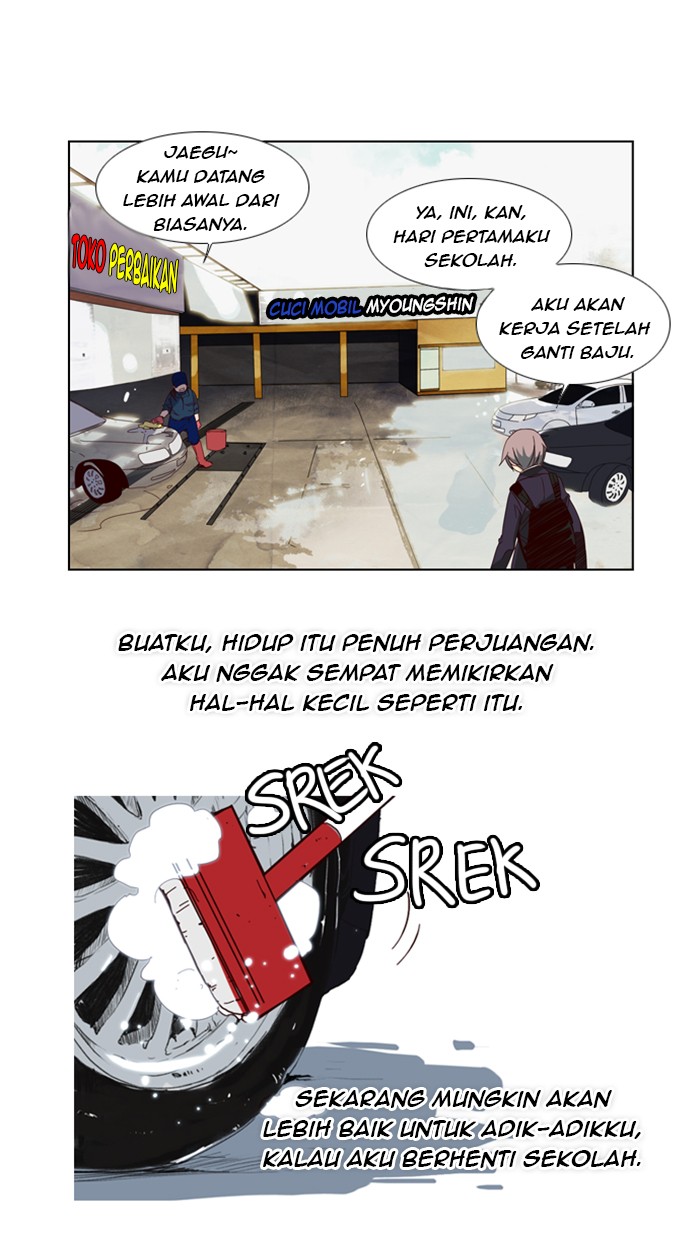 JAEGU~
KAMU DATANG
LEBIH AWAL DARI
BIASANYA.
YA, INI, KAN,
HARI PERTAMAKU
SEKOLAH.
TOKO PERBAIKAN
CUCI MOBIL MYOUNGSHIN
AKU AKAN
KERJA SETELAH
GANTI BAJU.
BUATKU, HIDUP ITU PENUH PERJUANGAN.
AKU NGGAK SEMPAT MEMIKIRKAN
HAL-HAL KECIL SEPERTI ITU.
SREK
SREK
SEKARANG MUNGKIN AKAN
LEBIH BAIK UNTUK ADIK-ADIKKU,
KALAU AKU BERHENTI SEKOLAH.